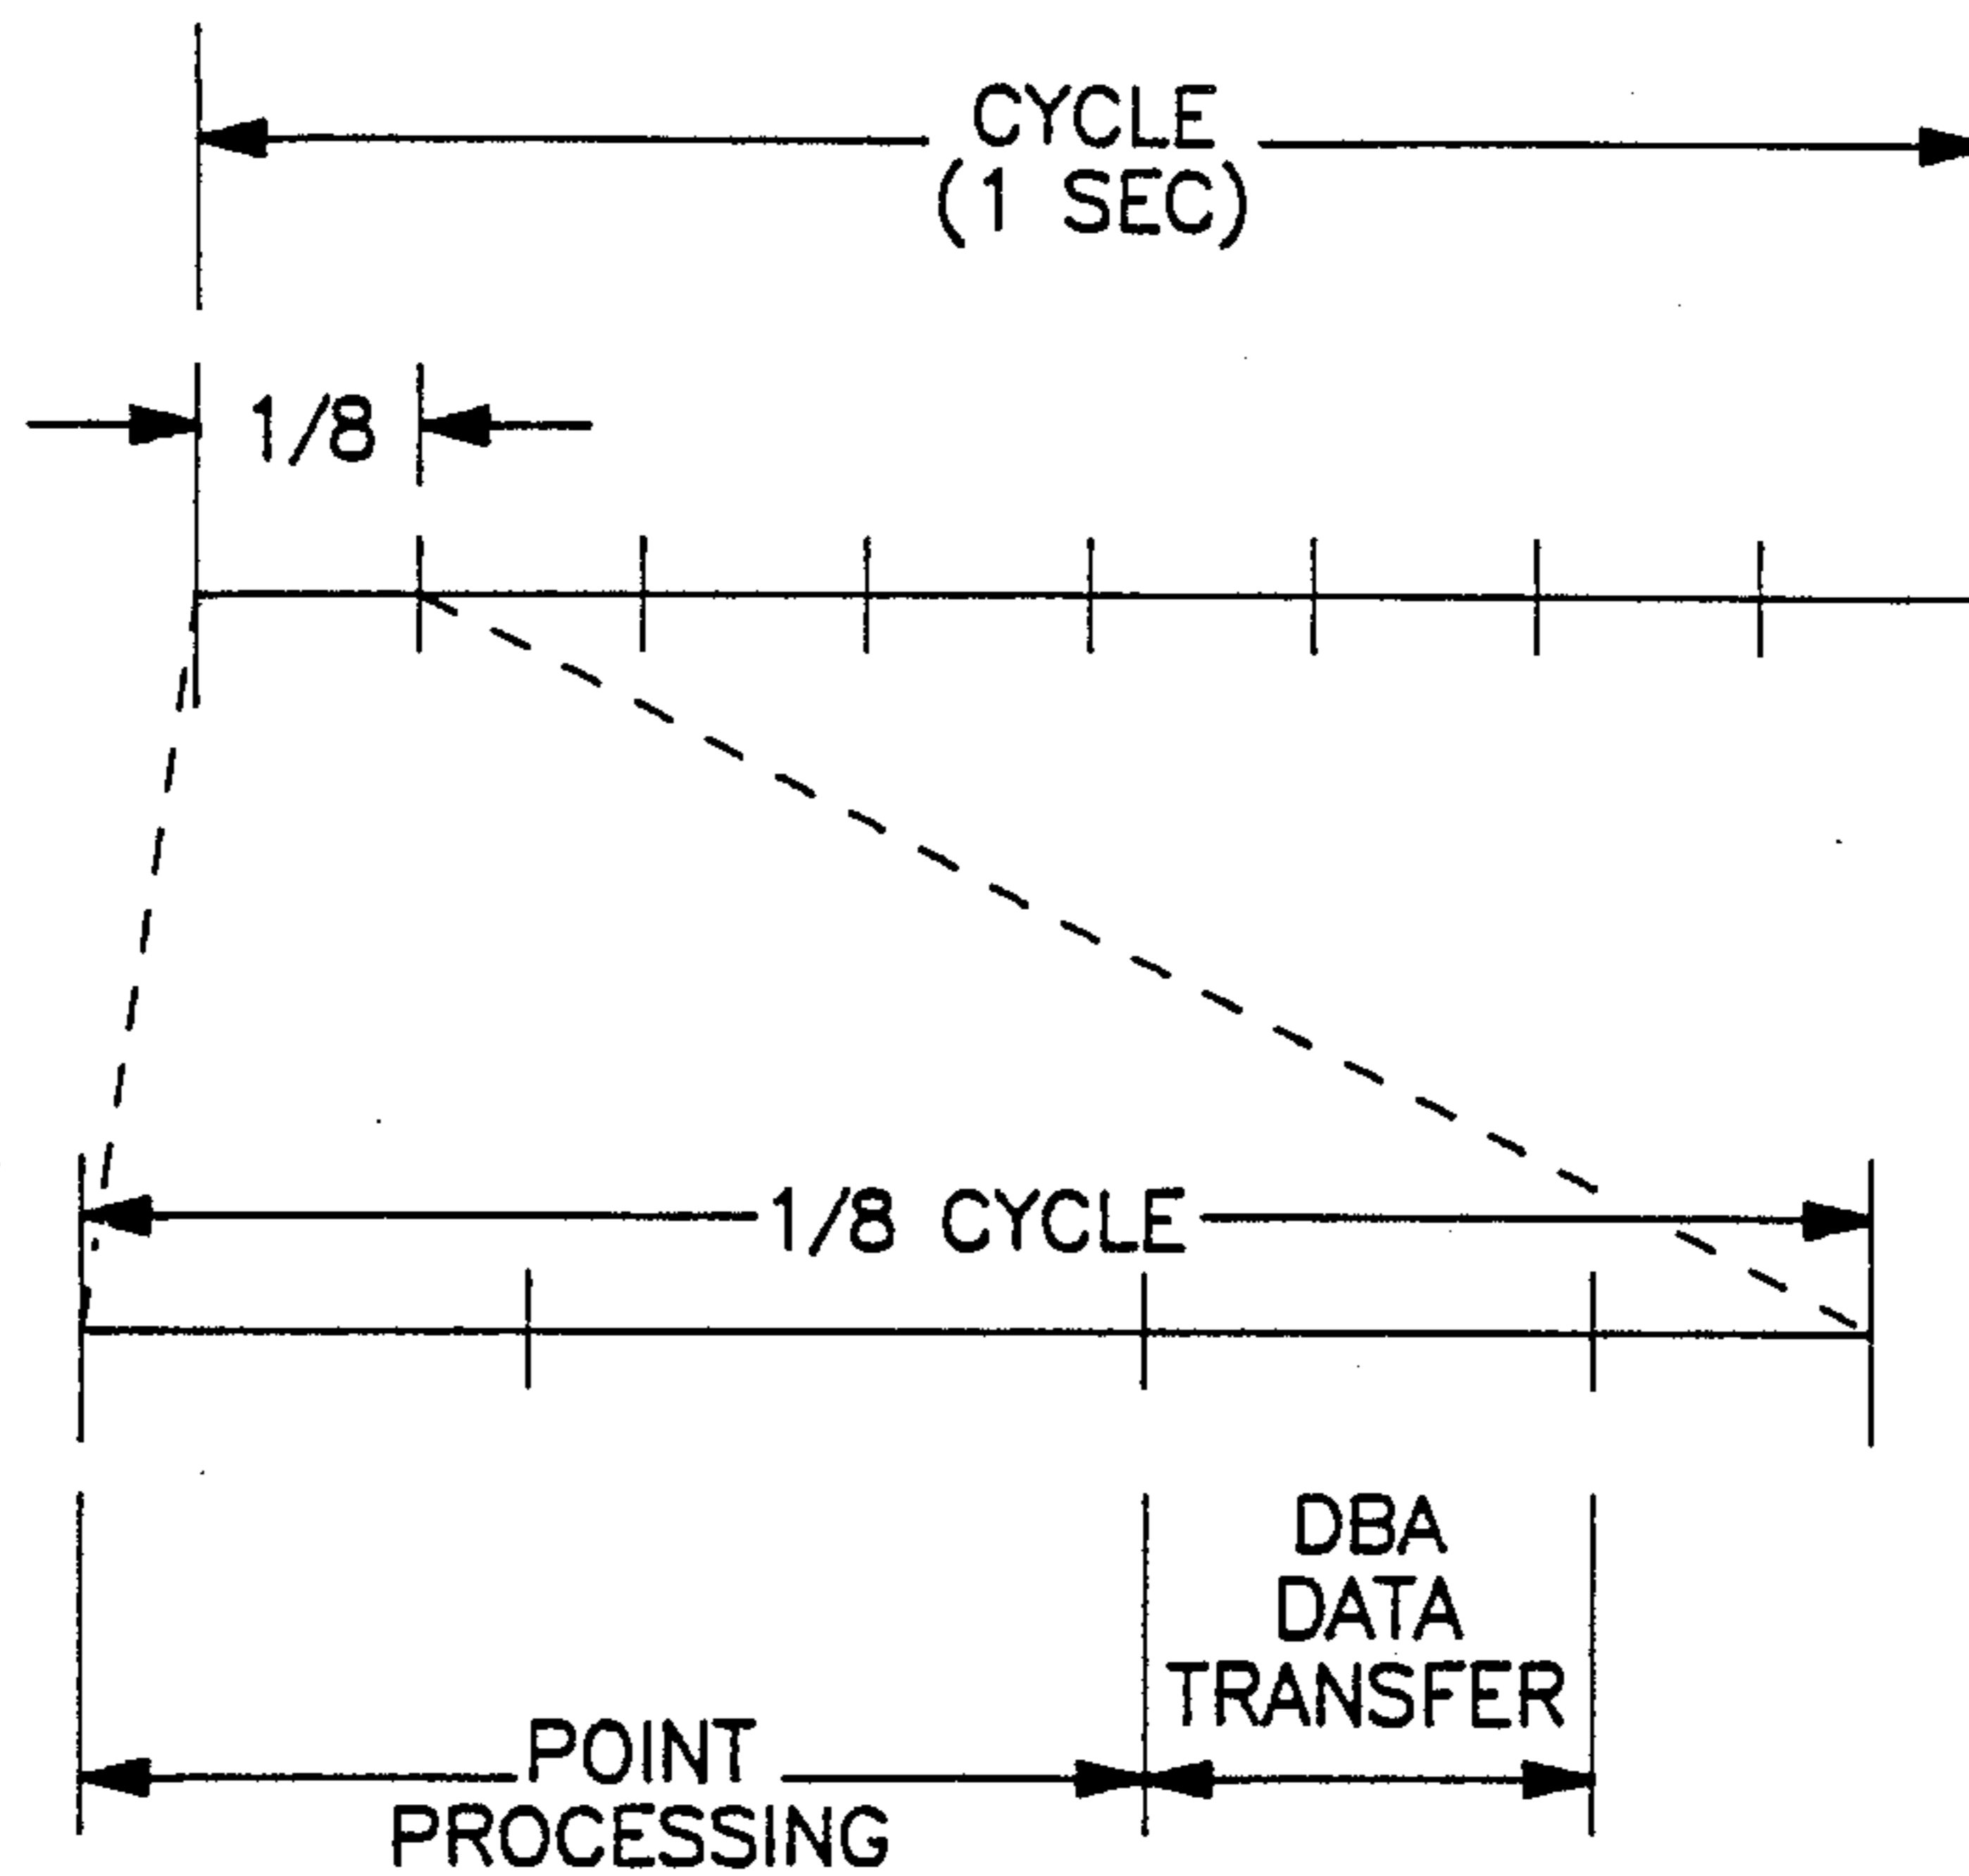 CYCLE
(1 SEC)
1/8
1/8 CYCLE
DBA
DATA
TRANSFER
POINT
PROCESSING